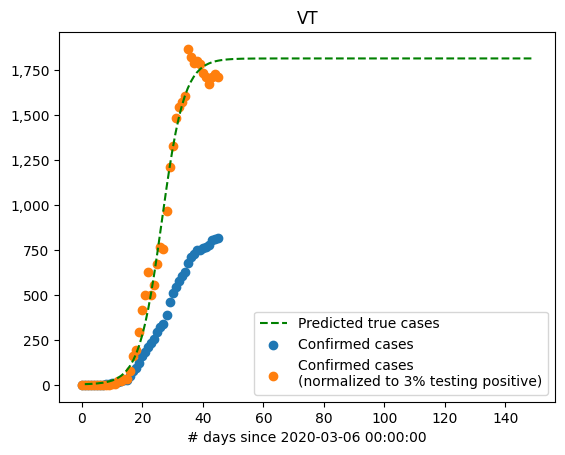 VT
1,750
1,500
1,250
1,000
750
500
250
0
0 20 40 60 80 100 120 140
# days since 2020-03-06 00:00:00
Predicted true cases
Confirmed cases
Confirmed cases
(normalized to 3% testing positive)